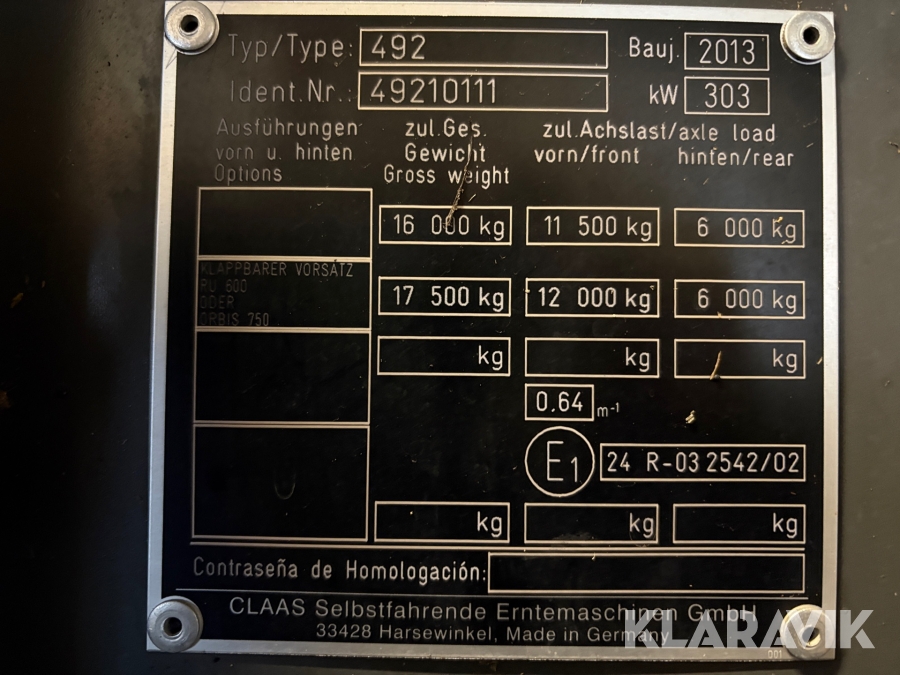 Typ/Type: 492 Bauj. 2013
Ident.Nr.: 49210111 kW 303
Ausführungen vorn u. hinten Options
zul.Ges. Gewicht Gross weight
zul.Achslast/axle load
vorn/front hinten/rear
16 000 kg 11 500 kg 6 000 kg
KLAPPBARER VORSATZ
RU 600
ODER
ORBIS 750
17 500 kg 12 000 kg 6 000 kg
kg kg kg
0.64 m-1
E1 24 R-03 2542/02
kg kg kg
Contraseña de Homologación:
CLAAS Selbstfahrende Erntemaschinen GmbH
33428 Harsewinkel, Made in Germany
001
KLARAVIK